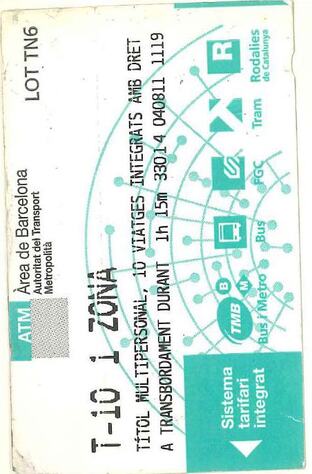 ATM
Àrea de Barcelona
Autoritat del Transport
Metropolità
LOT TN6
T-10 1 ZONA
TÍTOL MULTIPERSONAL, 10 VIATGES INTEGRATS AMB DRET
A TRANSBORDAMENT DURANT 1h 15m 33014 040811 1119
TMB
B
M
Bus i Metro
Bus
FGC
Tram
R
Rodalies
de Catalunya
Sistema
tarifari
integrat